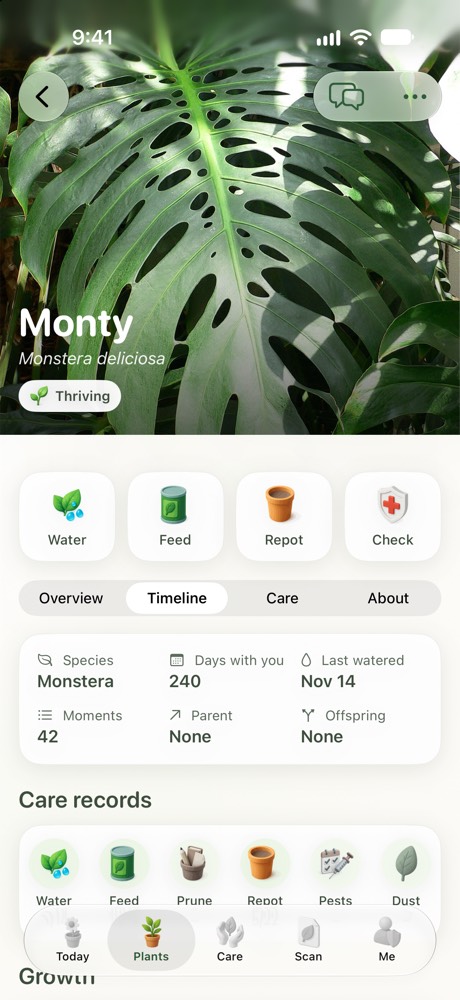 9:41
Monty
Monstera deliciosa
Thriving
Water Feed Repot Check
Overview Timeline Care About
Species Days with you Last watered
Monstera 240 Nov 14
Moments Parent Offspring
42 None None
Care records
Water Feed Prune Repot Pests Dust
Today Plants Care Scan Me
Growth